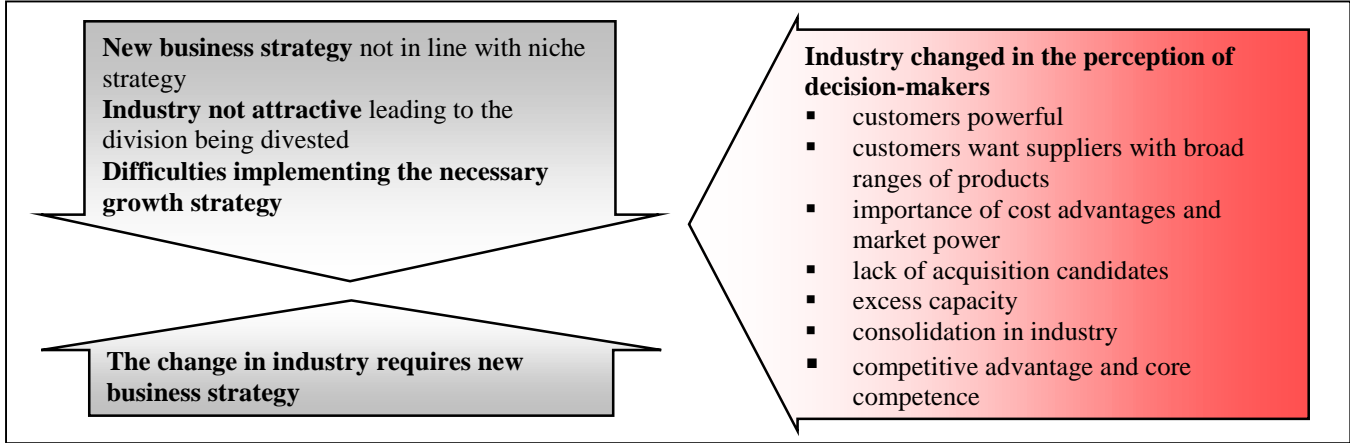 New business strategy not in line with niche
strategy
Industry not attractive leading to the
division being divested
Difficulties implementing the necessary
growth strategy
The change in industry requires new
business strategy
Industry changed in the perception of
decision-makers
▪ customers powerful
▪ customers want suppliers with broad
ranges of products
▪ importance of cost advantages and
market power
▪ lack of acquisition candidates
▪ excess capacity
▪ consolidation in industry
▪ competitive advantage and core
competence